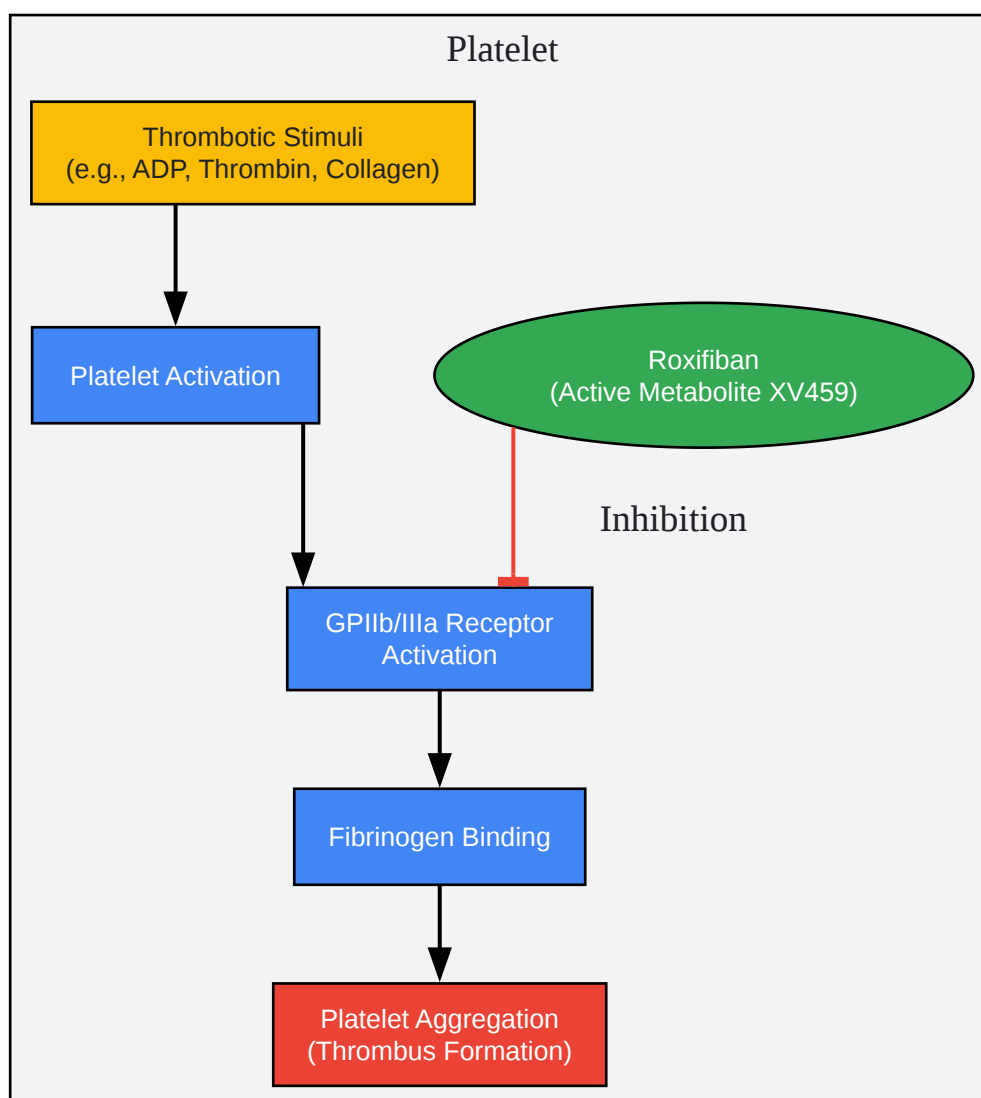 Platelet
Thrombotic Stimuli
(e.g., ADP, Thrombin, Collagen)
Platelet Activation
Roxifiban
(Active Metabolite XV459)
Inhibition
GPIIb/IIIa Receptor
Activation
Fibrinogen Binding
Platelet Aggregation
(Thrombus Formation)